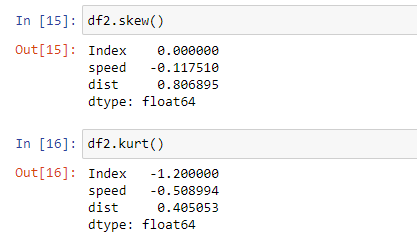 In [15]: df2.skew()
Out[15]: Index    0.000000
speed   -0.117510
dist     0.806895
dtype: float64
In [16]: df2.kurt()
Out[16]: Index   -1.200000
speed   -0.508994
dist     0.405053
dtype: float64